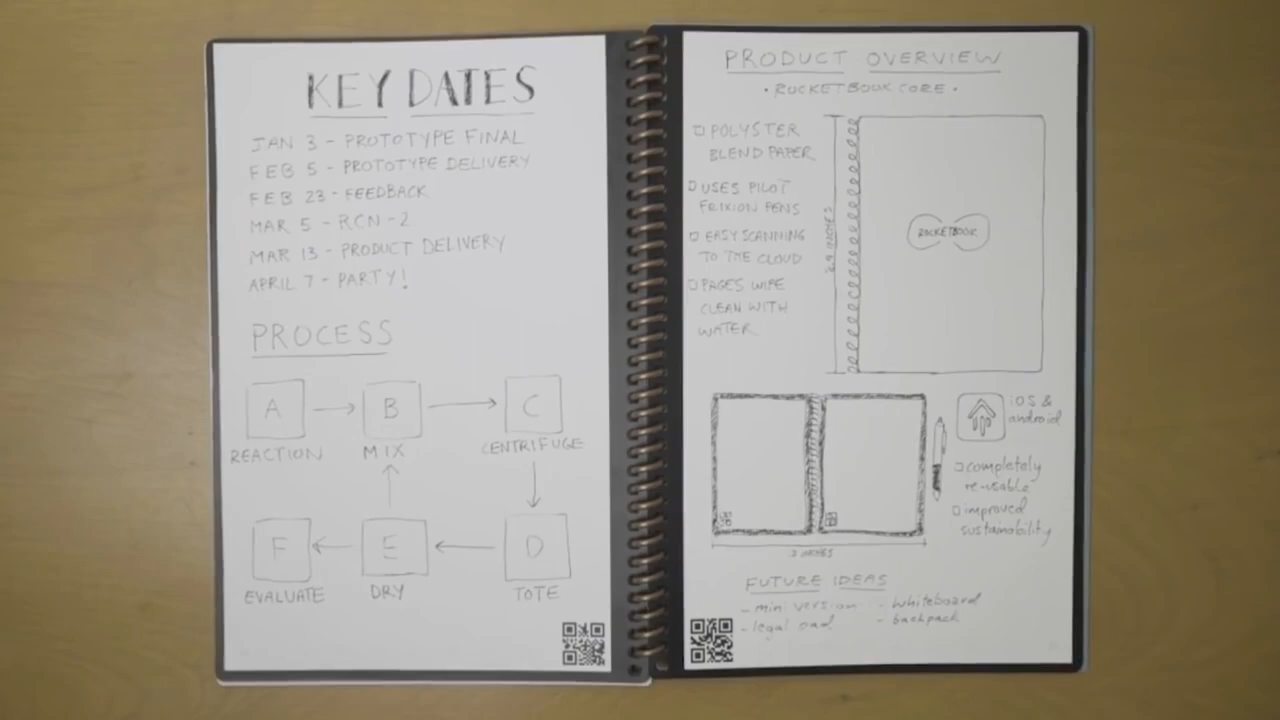 KEY DATES
JAN 3 - PROTOTYPE FINAL
FEB 5 - PROTOTYPE DELIVERY
FEB 23 - FEEDBACK
MAR 5 - RCN-2
MAR 13 - PRODUCT DELIVERY
APRIL 7 - PARTY!
PROCESS
A
B
C
REACTION
MIX
CENTRIFUGE
F
E
D
EVALUATE
DRY
TOTE
PRODUCT OVERVIEW
· ROCKETBOOK CORE ·
POLYSTER
BLEND PAPER
USES PILOT
FRIXION PENS
EASY SCANNING
TO THE CLOUD
PAGES WIPE
CLEAN WITH
WATER
INCHES
ROCKETBOOK
iOS &
android
completely
re-usable
improved
sustainability
INCHES
FUTURE IDEAS
- mini version
- legal pad
- whiteboard
- backpack